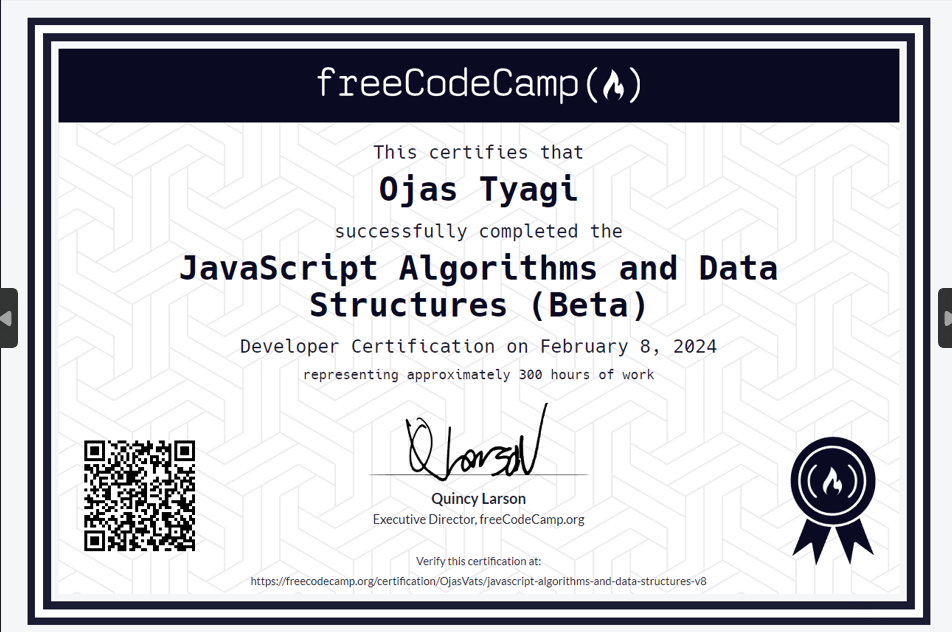 freeCodeCamp
This certifies that
Ojas Tyagi
successfully completed the
JavaScript Algorithms and Data
Structures (Beta)
Developer Certification on February 8, 2024
representing approximately 300 hours of work
Q Larson
Quincy Larson
Executive Director, freeCodeCamp.org
Verify this certification at:
https://freecodecamp.org/certification/OjasVats/javascript-algorithms-and-data-structures-v8